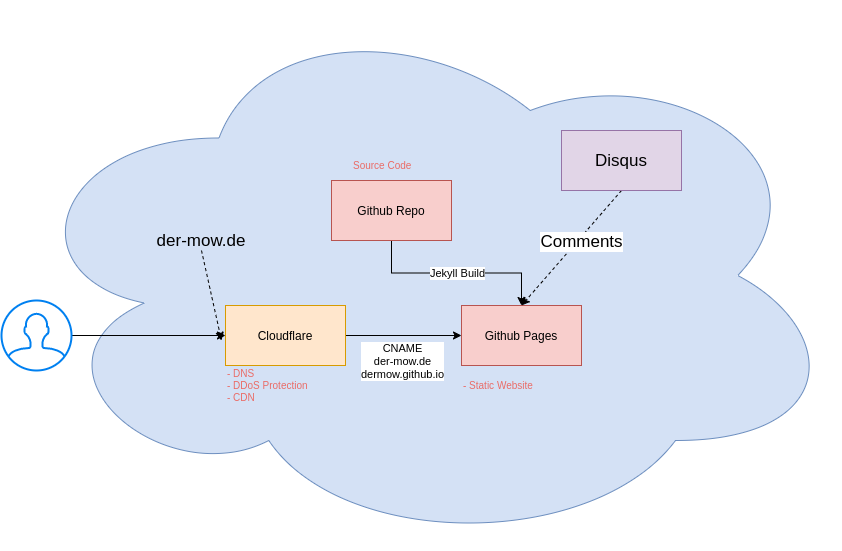 Disqus
Source Code
Github Repo
der-mow.de
Comments
Jekyll Build
Cloudflare
Github Pages
CNAME
der-mow.de
dermow.github.io
- DNS
- DDoS Protection
- CDN
- Static Website